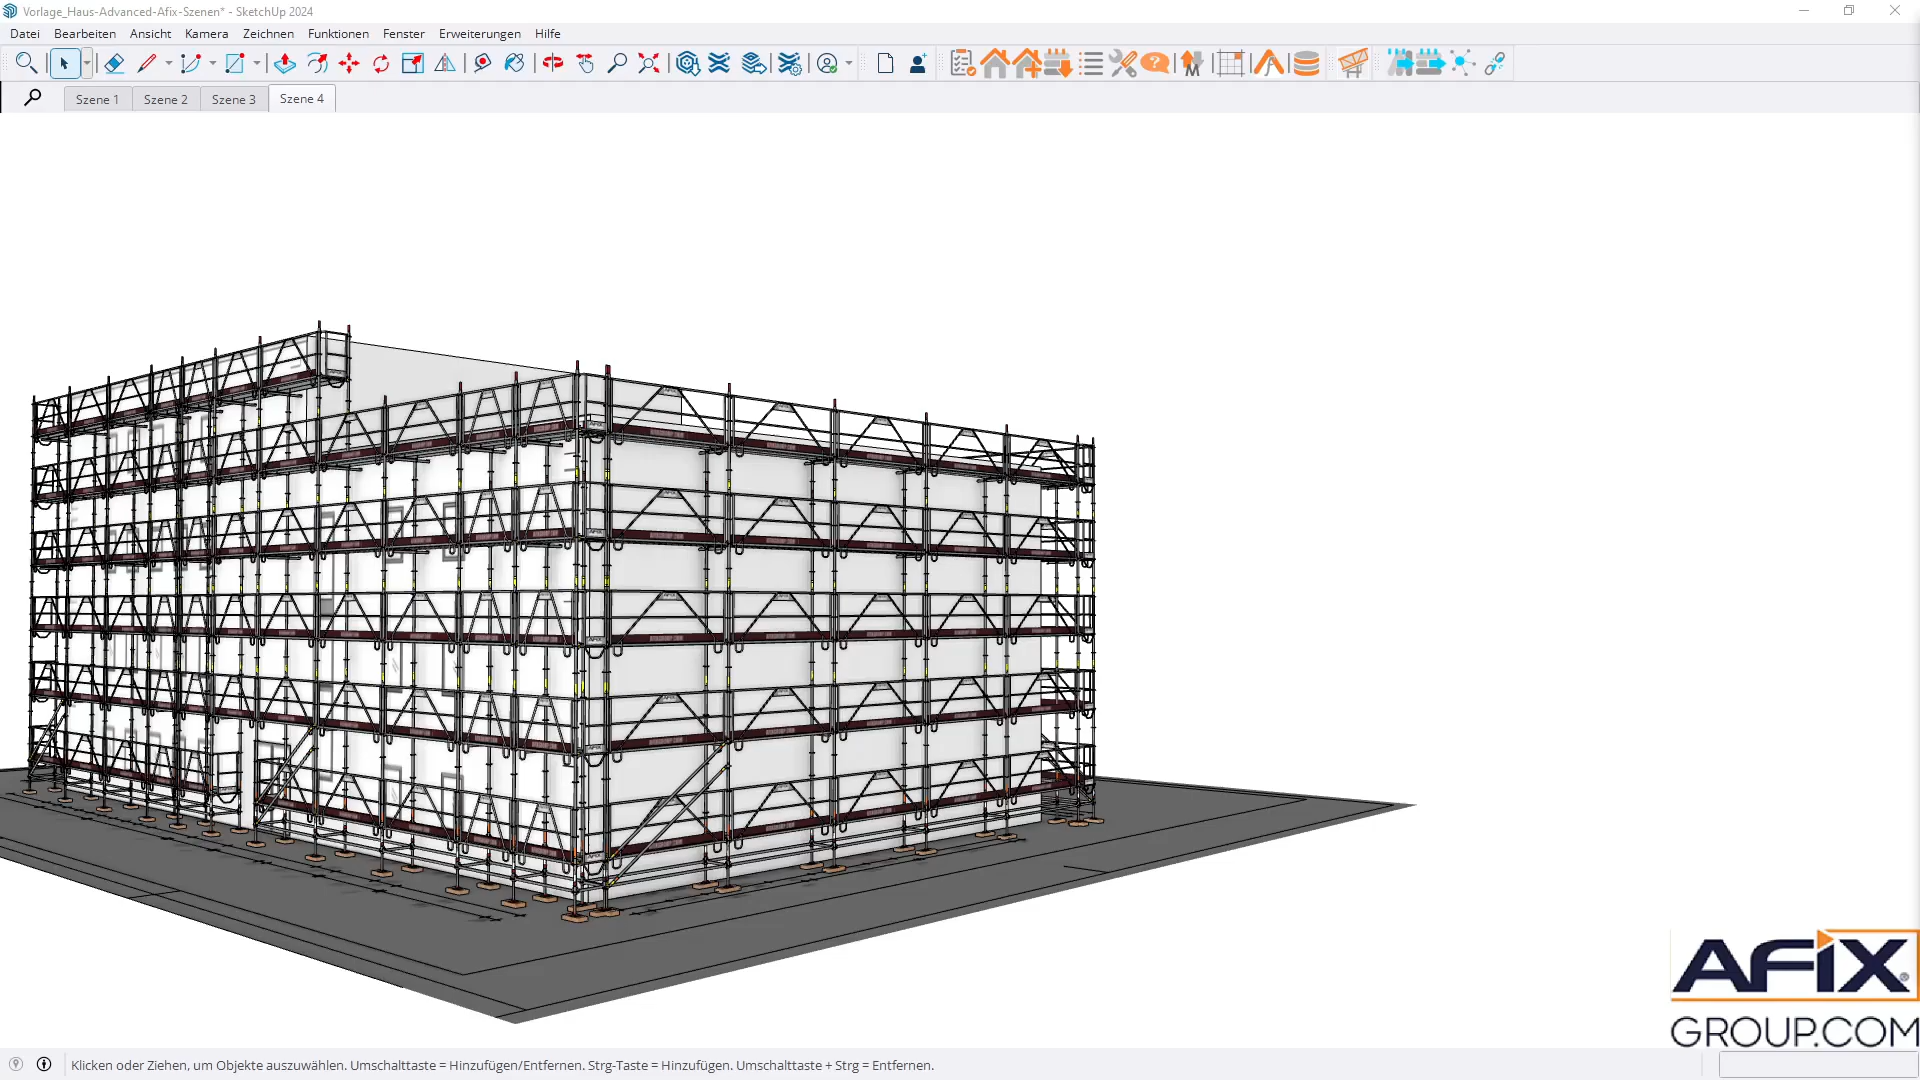 Vorlage_Haus-Advanced-Afix-Szenen* - SketchUp 2024
Datei Bearbeiten Ansicht Kamera Zeichnen Funktionen Fenster Erweiterungen Hilfe
Szene 1 Szene 2 Szene 3 Szene 4
AFiX®
GROUP.COM
Klicken oder Ziehen, um Objekte auszuwählen. Umschalttaste = Hinzufügen/Entfernen. Strg-Taste = Hinzufügen. Umschalttaste + Strg = Entfernen.